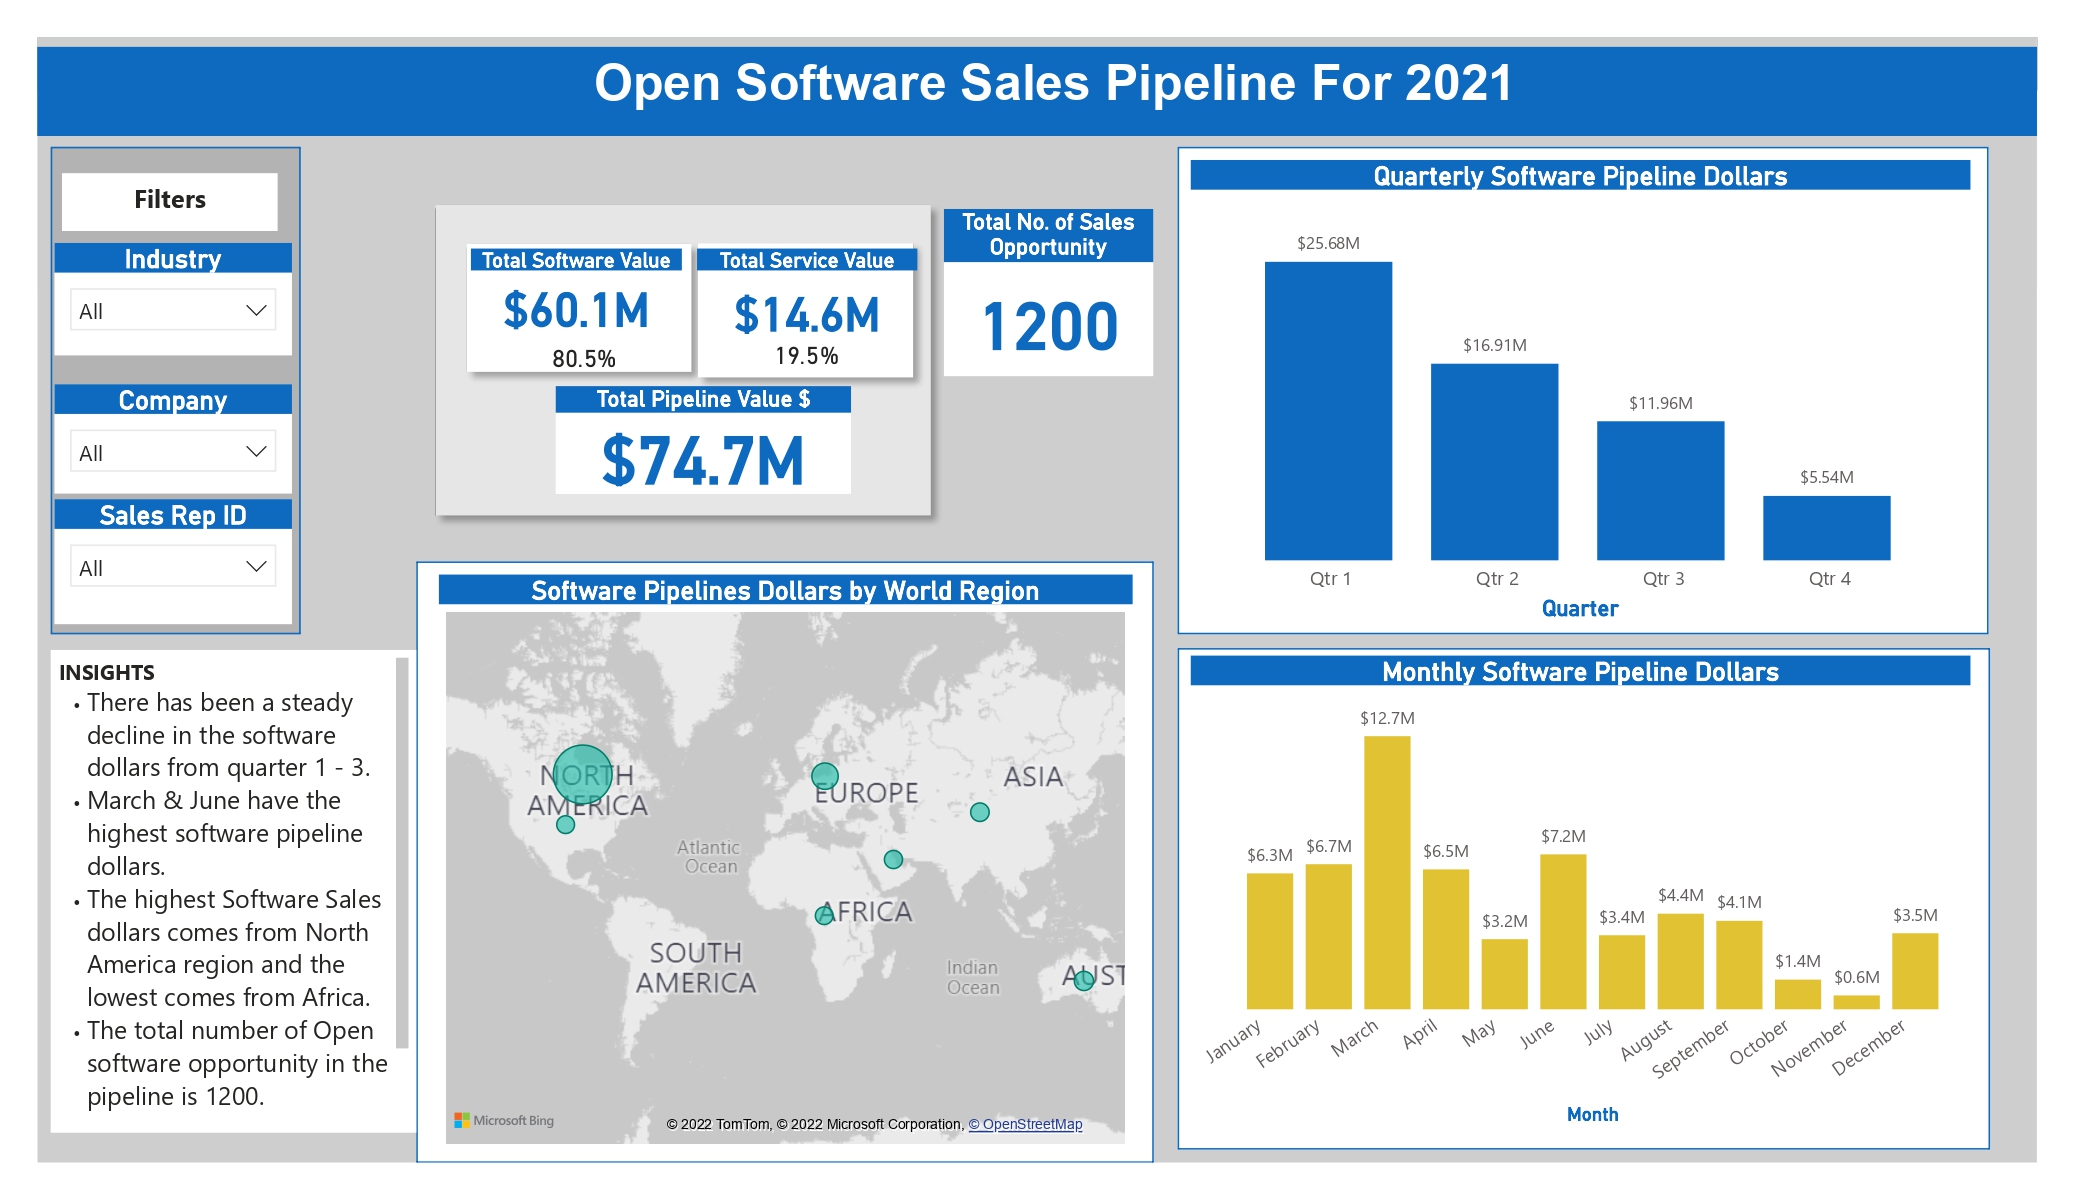 Open Software Sales Pipeline For 2021
Filters
Industry
All
Company
All
Sales Rep ID
All
INSIGHTS
• There has been a steady
decline in the software
dollars from quarter 1 - 3.
• March & June have the
highest software pipeline
dollars.
• The highest Software Sales
dollars comes from North
America region and the
lowest comes from Africa.
• The total number of Open
software opportunity in the
pipeline is 1200.
Total Software Value
$60.1M
80.5%
Total Service Value
$14.6M
19.5%
Total Pipeline Value $
$74.7M
Total No. of Sales
Opportunity
1200
Software Pipelines Dollars by World Region
NORTH
AMERICA
EUROPE
ASIA
Atlantic
Ocean
AFRICA
SOUTH
AMERICA
Indian
Ocean
AUST
Microsoft Bing
© 2022 TomTom, © 2022 Microsoft Corporation, © OpenStreetMap
Quarterly Software Pipeline Dollars
$25.68M
$16.91M
$11.96M
$5.54M
Qtr 1 Qtr 2 Qtr 3 Qtr 4
Quarter
Monthly Software Pipeline Dollars
$6.3M
$6.7M
$12.7M
$6.5M
$3.2M
$7.2M
$3.4M
$4.4M
$4.1M
$1.4M
$0.6M
$3.5M
January
February
March
April
May
June
July
August
September
October
November
December
Month